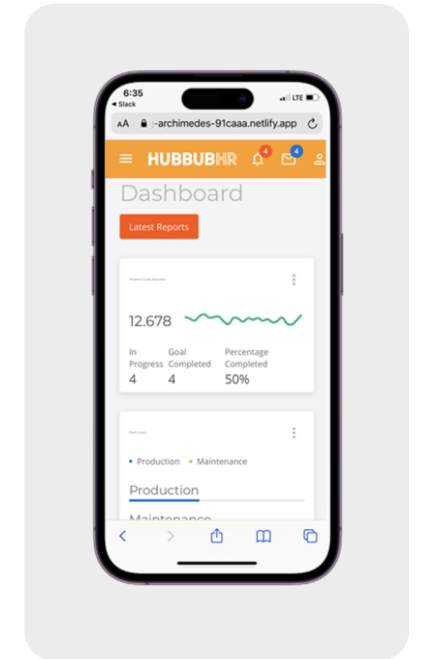 6:35
LTE
◀ Slack
AA -archimedes-91caaa.netlify.app
HUBBUBHR 4 4
Dashboard
Latest Reports
12.678
In Progress
4
Goal Completed
4
Percentage Completed
50%
• Production • Maintenance
Production
Maintenance